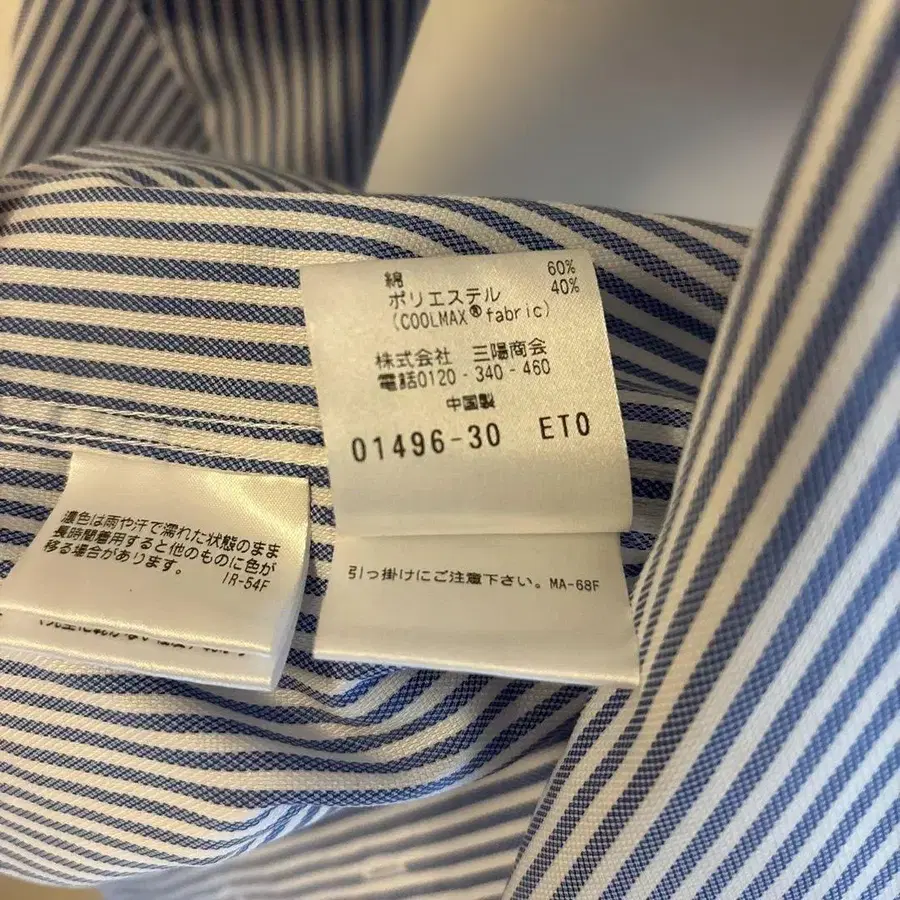 綿 60%
ポリエステル 40%
(COOLMAX®fabric)
株式会社 三陽商会
電話0120-340-460
中国製
01496-30 ETO
引っ掛けにご注意下さい。MA-68F
濃色は雨や汗で濡れた状態のまま
長時間着用すると他のものに色が
移る場合があります。 IR-54F